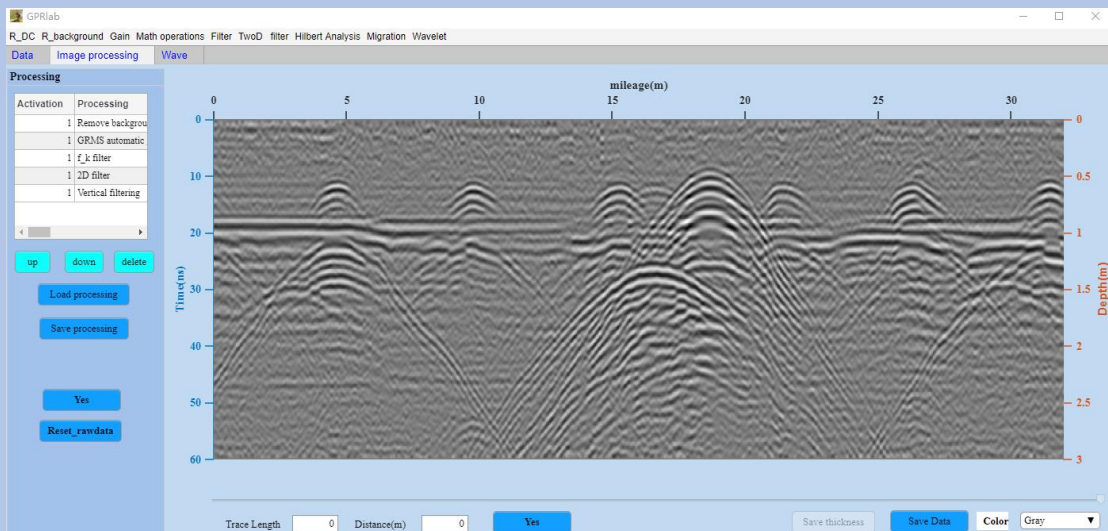 GPRlab
R_DC R_background Gain Math operations Filter TwoD filter Hilbert Analysis Migration Wavelet
Data Image processing Wave
Processing
Activation Processing
1 Remove backgrou
1 GRMS automatic
1 f_k filter
1 2D filter
1 Vertical filtering
up down delete
Load processing
Save processing
Yes
Reset_rawdata
mileage(m)
0 5 10 15 20 25 30
Time(ns)
0
10
20
30
40
50
60
Depth(m)
0
0.5
1
1.5
2
2.5
3
Trace Length 0 Distance(m) 0 Yes Save thickness Save Data Color Gray